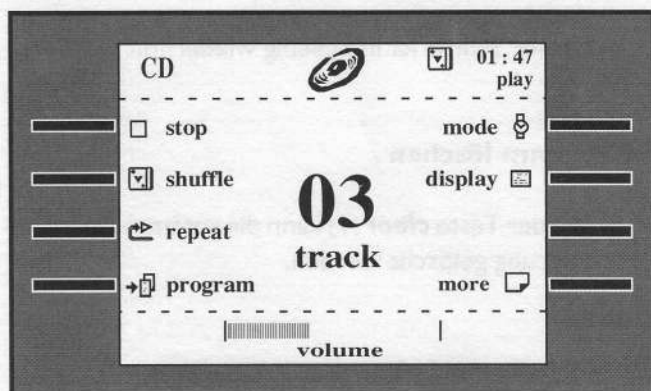 CD
01 : 47
play
stop
mode
shuffle
display
03
repeat
track
program
more
volume